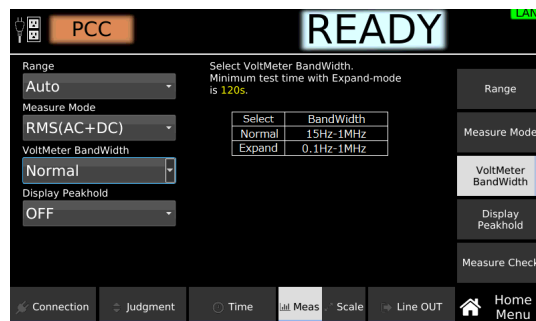 PCC
READY
LAN
Range
Auto
Measure Mode
RMS(AC+DC)
VoltMeter BandWidth
Normal
Display Peakhold
OFF
Select VoltMeter BandWidth.
Minimum test time with Expand-mode
is 120s.
Select BandWidth
Normal 15Hz-1MHz
Expand 0.1Hz-1MHz
Range
Measure Mode
VoltMeter
BandWidth
Display
Peakhold
Measure Check
Connection
Judgment
Time
Meas
Scale
Line OUT
Home
Menu